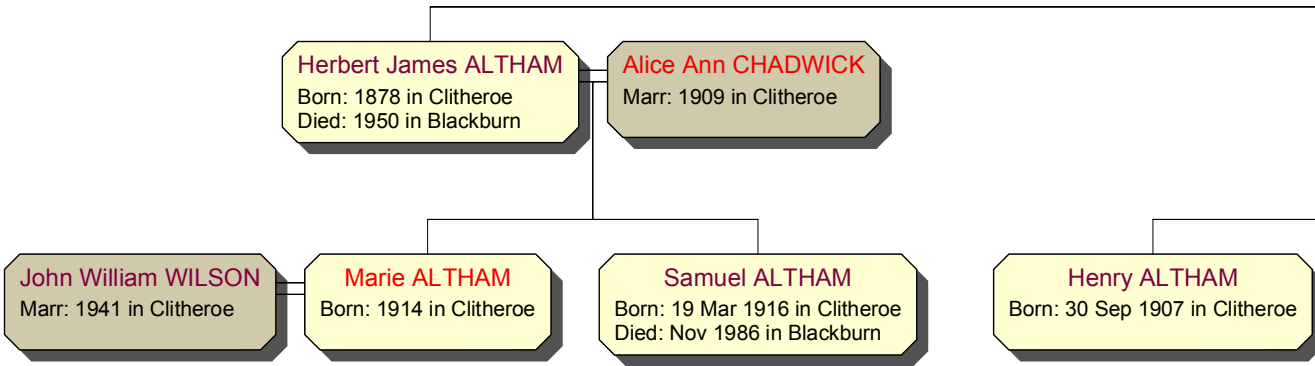 Herbert James ALTHAM
Born: 1878 in Clitheroe
Died: 1950 in Blackburn
Alice Ann CHADWICK
Marr: 1909 in Clitheroe
John William WILSON
Marr: 1941 in Clitheroe
Marie ALTHAM
Born: 1914 in Clitheroe
Samuel ALTHAM
Born: 19 Mar 1916 in Clitheroe
Died: Nov 1986 in Blackburn
Henry ALTHAM
Born: 30 Sep 1907 in Clitheroe